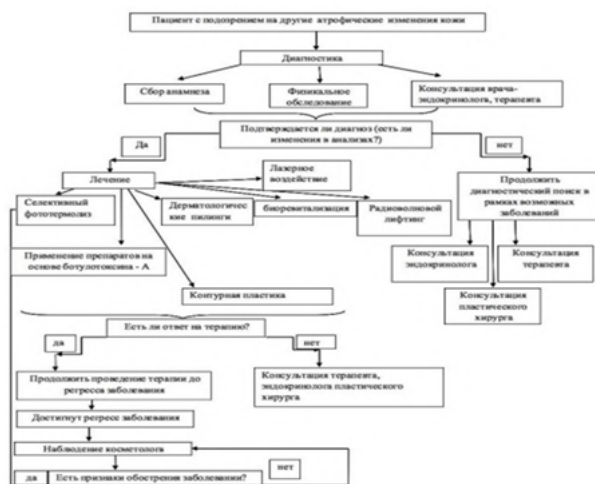 Пациент с подозрением на другие атрофические изменения кожи
Диагностика
Сбор анамнеза
Физикальное
обследование
Консультация врача-
эндокринолога, терапевта
Подтверждается ли диагноз (есть ли
изменения в анализах?)
Да
нет
Лечение
Лазерное
воздействие
Продолжить
диагностический поиск в
рамках возможных
заболеваний
Селективный
фототермолиз
Дерматологичес
кие пилинги
биоревитализация
Радиоволновой
лифтинг
Применение препаратов на
основе ботулотоксина - А
Консультация
эндокринолога
Консультация
терапевта
Контурная пластика
Консультация
пластического
хирурга
Есть ли ответ на терапию?
да
нет
Продолжить проведение терапии до
регресса заболевания
Консультация терапевта,
эндокринолога пластического
хирурга
Достигнут регресс заболевания
Наблюдение косметолога
да
Есть признаки обострения заболевании?
нет